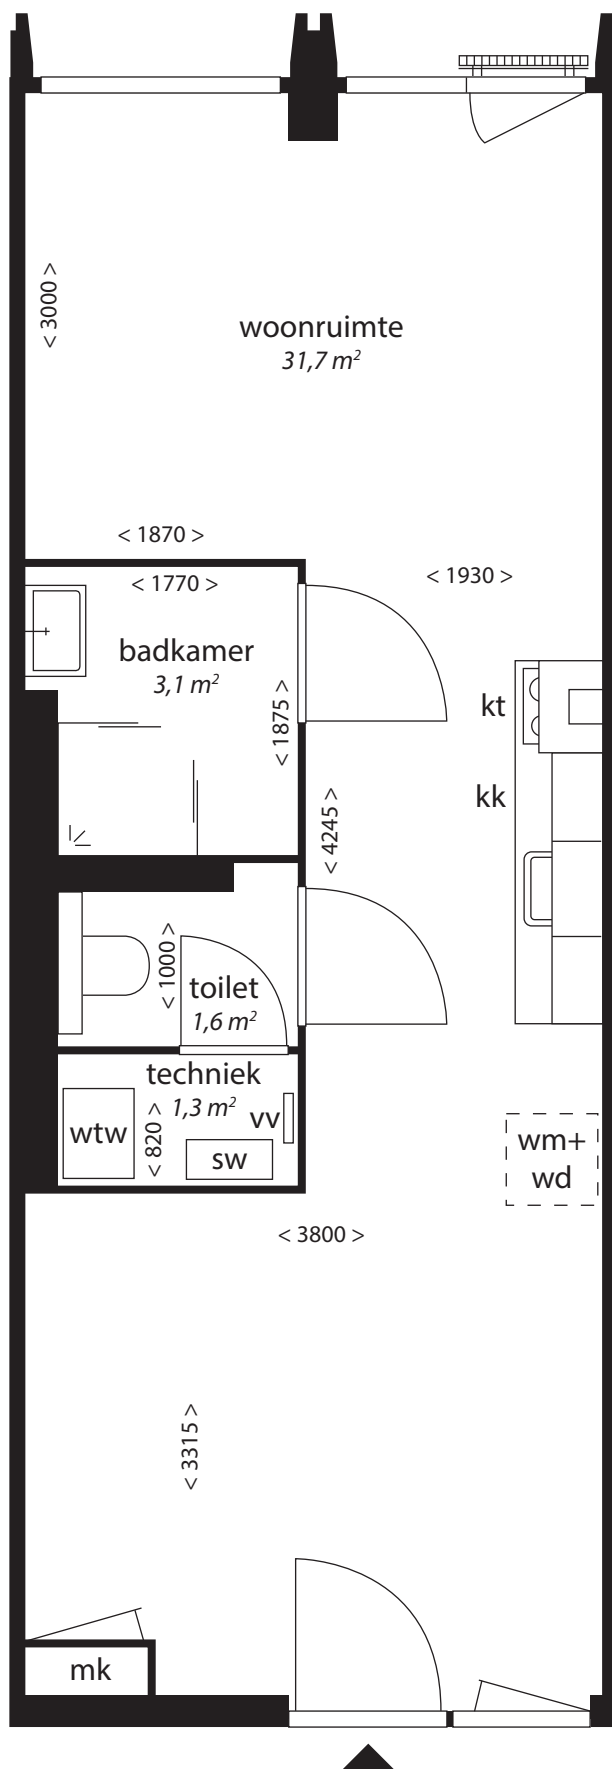 < 3000 >
woonruimte
31,7 m²
< 1870 >
< 1770 >
< 1930 >
badkamer
3,1 m²
< 1875 >
kt
kk
< 4245 >
< 1000 >
toilet
1,6 m²
techniek
1,3 m²
wtw
< 820 >
vv
sw
wm+
wd
< 3800 >
< 3315 >
mk